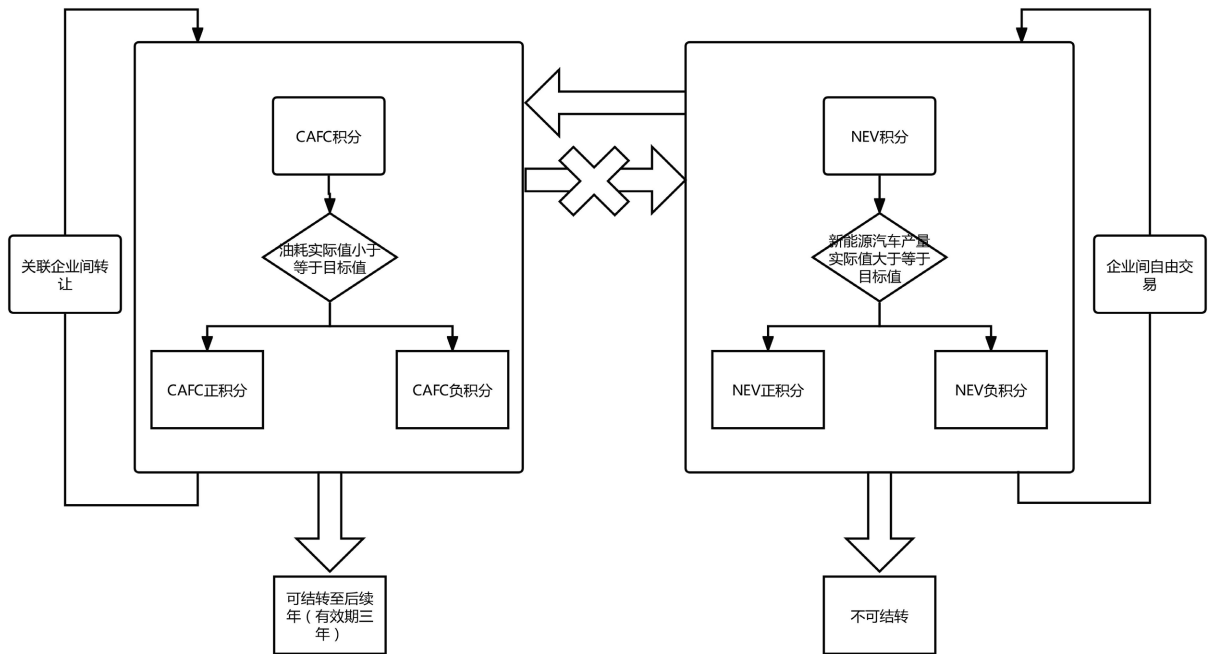 CAFC积分
油耗实际值小于
等于目标值
CAFC正积分
CAFC负积分
关联企业间转
让
可结转至后续
年（有效期三
年）
NEV积分
新能源汽车产量
实际值大于等于
目标值
NEV正积分
NEV负积分
企业间自由交
易
不可结转